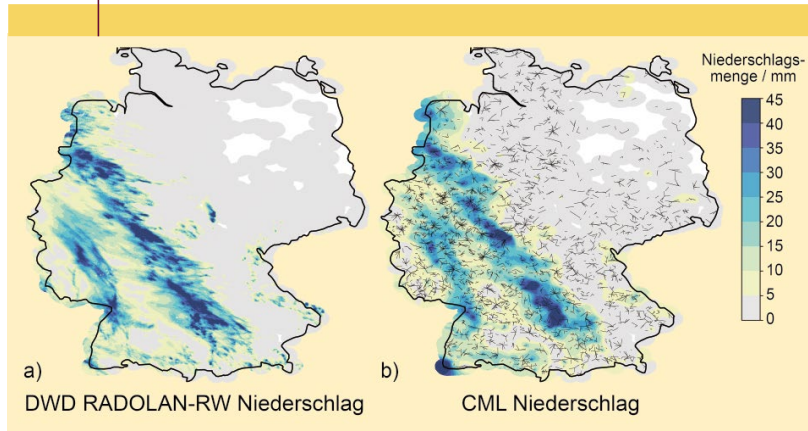 Niederschlags-
menge / mm
45
40
35
30
25
20
15
10
5
0
a)
b)
DWD RADOLAN-RW Niederschlag
CML Niederschlag